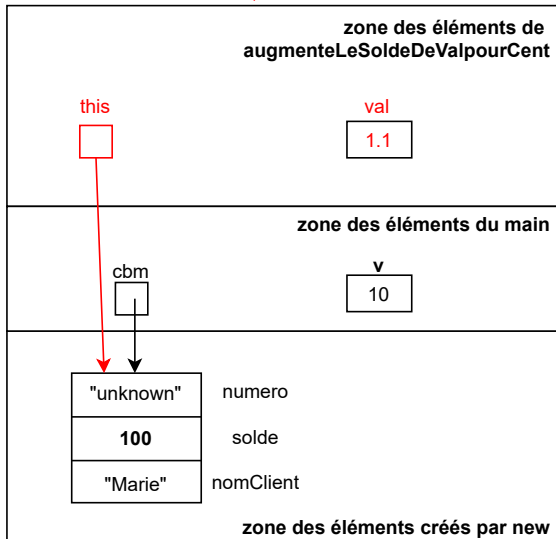 zone des éléments de
augmenteLeSoldeDeValpourCent
this
val
1.1
zone des éléments du main
cbm
v
10
"unknown" numero
100 solde
"Marie" nomClient
zone des éléments créés par new